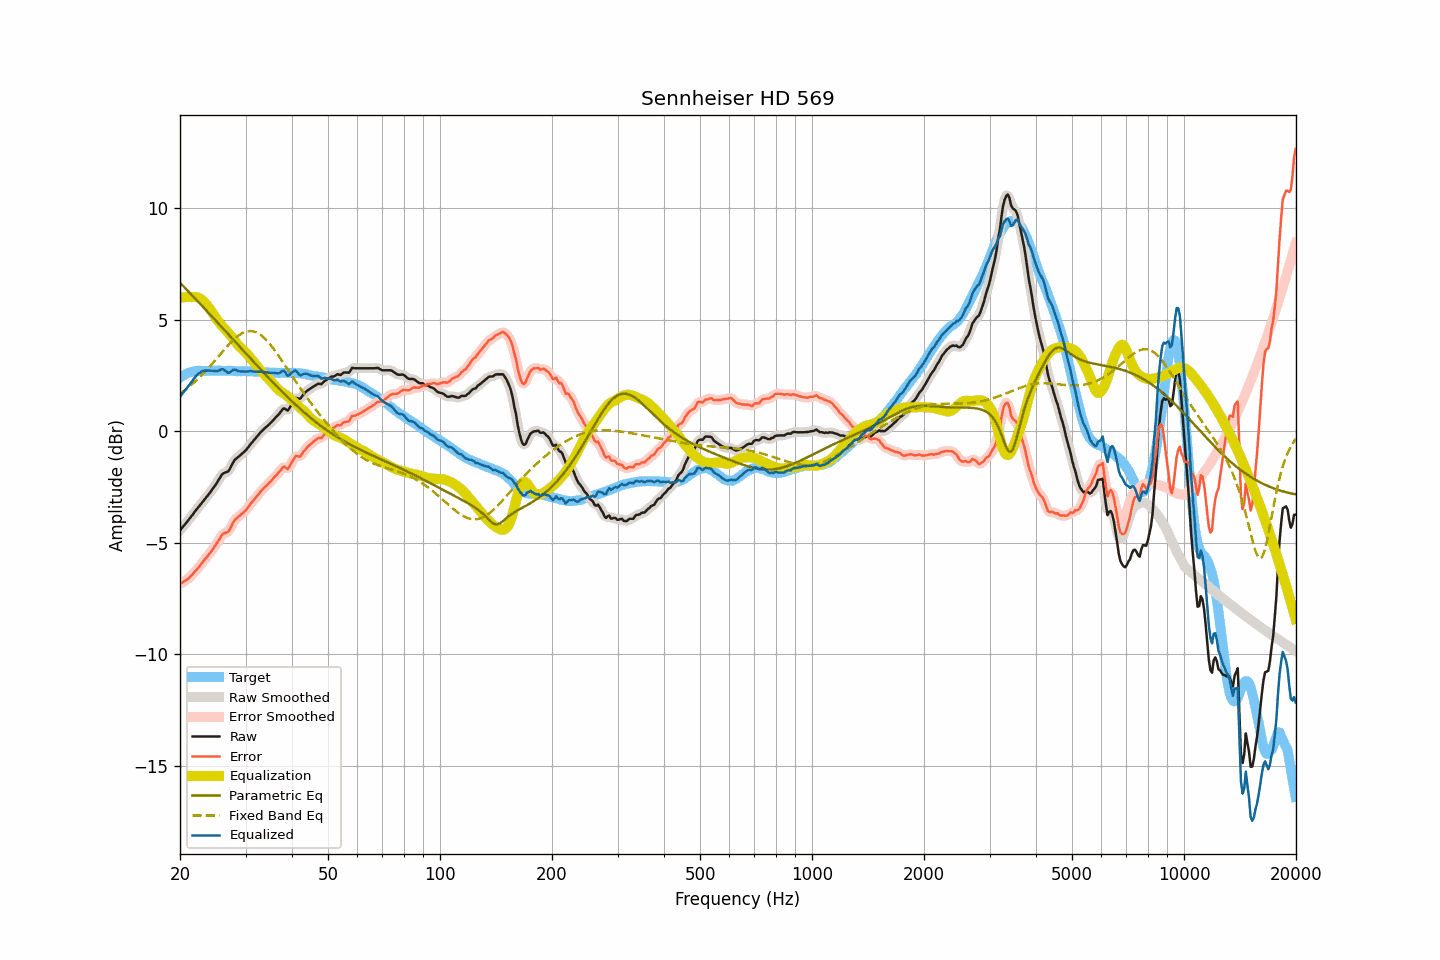 Sennheiser HD 569
Amplitude (dBr)
10
5
0
−5
−10
−15
Target
Raw Smoothed
Error Smoothed
Raw
Error
Equalization
Parametric Eq
Fixed Band Eq
Equalized
20 50 100 200 500 1000 2000 5000 10000 20000
Frequency (Hz)